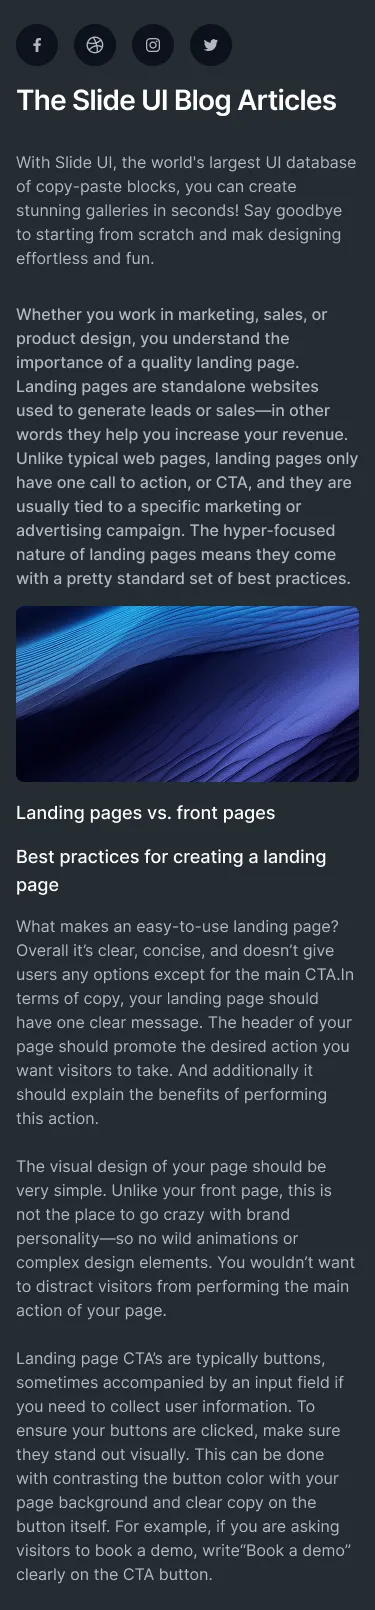 The Slide UI Blog Articles
With Slide UI, the world's largest UI database
of copy-paste blocks, you can create
stunning galleries in seconds! Say goodbye
to starting from scratch and mak designing
effortless and fun.
Whether you work in marketing, sales, or
product design, you understand the
importance of a quality landing page.
Landing pages are standalone websites
used to generate leads or sales—in other
words they help you increase your revenue.
Unlike typical web pages, landing pages only
have one call to action, or CTA, and they are
usually tied to a specific marketing or
advertising campaign. The hyper-focused
nature of landing pages means they come
with a pretty standard set of best practices.
Landing pages vs. front pages
Best practices for creating a landing
page
What makes an easy-to-use landing page?
Overall it’s clear, concise, and doesn’t give
users any options except for the main CTA.In
terms of copy, your landing page should
have one clear message. The header of your
page should promote the desired action you
want visitors to take. And additionally it
should explain the benefits of performing
this action.
The visual design of your page should be
very simple. Unlike your front page, this is
not the place to go crazy with brand
personality—so no wild animations or
complex design elements. You wouldn’t want
to distract visitors from performing the main
action of your page.
Landing page CTA’s are typically buttons,
sometimes accompanied by an input field if
you need to collect user information. To
ensure your buttons are clicked, make sure
they stand out visually. This can be done
with contrasting the button color with your
page background and clear copy on the
button itself. For example, if you are asking
visitors to book a demo, write“Book a demo”
clearly on the CTA button.